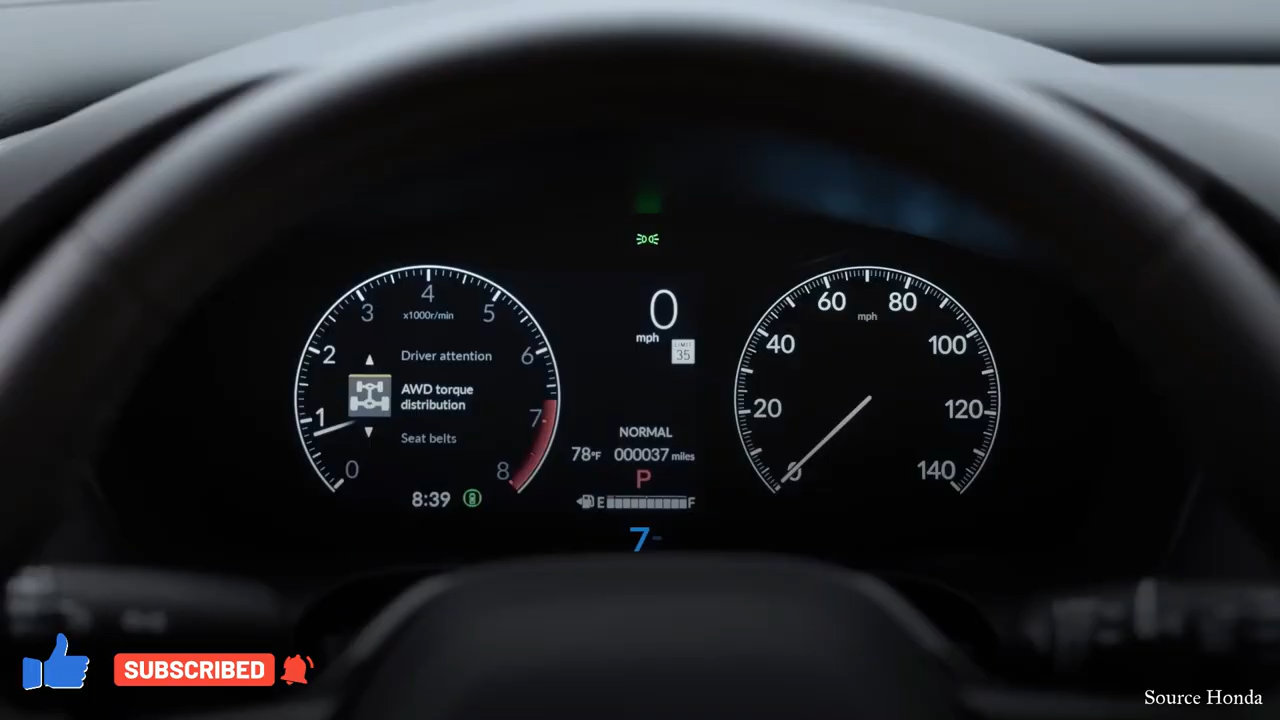 4
3
5
x1000r/min
2
6
1
7
0
8
Driver attention
AWD torque
distribution
Seat belts
8:39
0
mph
LIMIT
35
NORMAL
78°F 000037 miles
P
E F
60 80
mph
40 100
20 120
0 140
7-
SUBSCRIBED
Source Honda